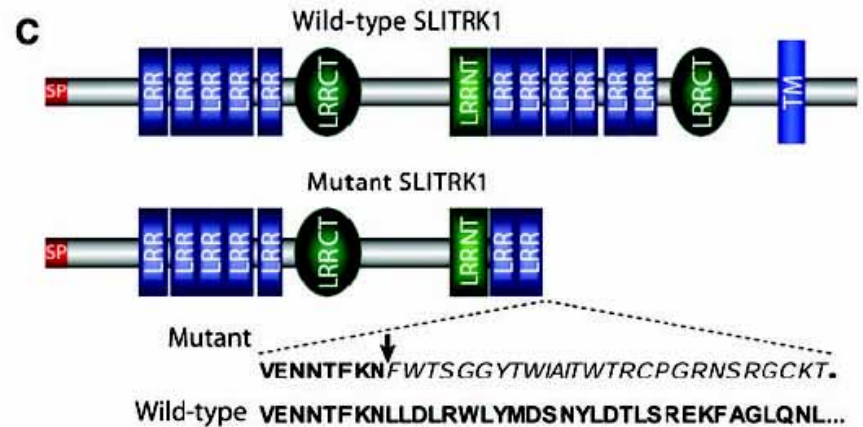 C
Wild-type SLITRK1
SP LRR LRR LRR LRR LRR LRRCT LRRNT LRR LRR LRR LRR LRR LRR LRRCT TM
Mutant SLITRK1
SP LRR LRR LRR LRR LRR LRRCT LRRNT LRR LRR
Mutant
VENNTFKNFWTSGGYTWIAITWTRCPGRNSRGCKT.
Wild-type VENNTFKNLLDLRWLYMDSNYLDTLSREKFAGLQNL...